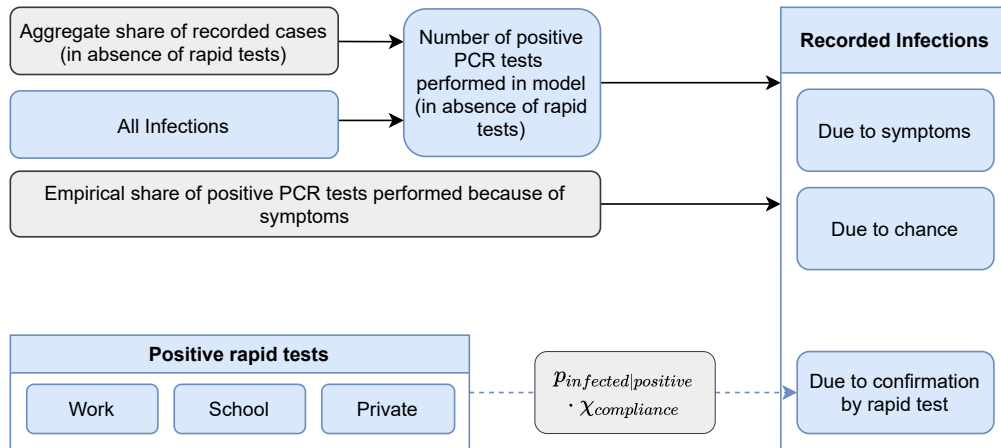 Aggregate share of recorded cases
(in absence of rapid tests)
All Infections
Number of positive
PCR tests
performed in model
(in absence of rapid
tests)
Empirical share of positive PCR tests performed because of
symptoms
Recorded Infections
Due to symptoms
Due to chance
Positive rapid tests
Work
School
Private
p_{infected|positive}
· χ_{compliance}
Due to confirmation
by rapid test